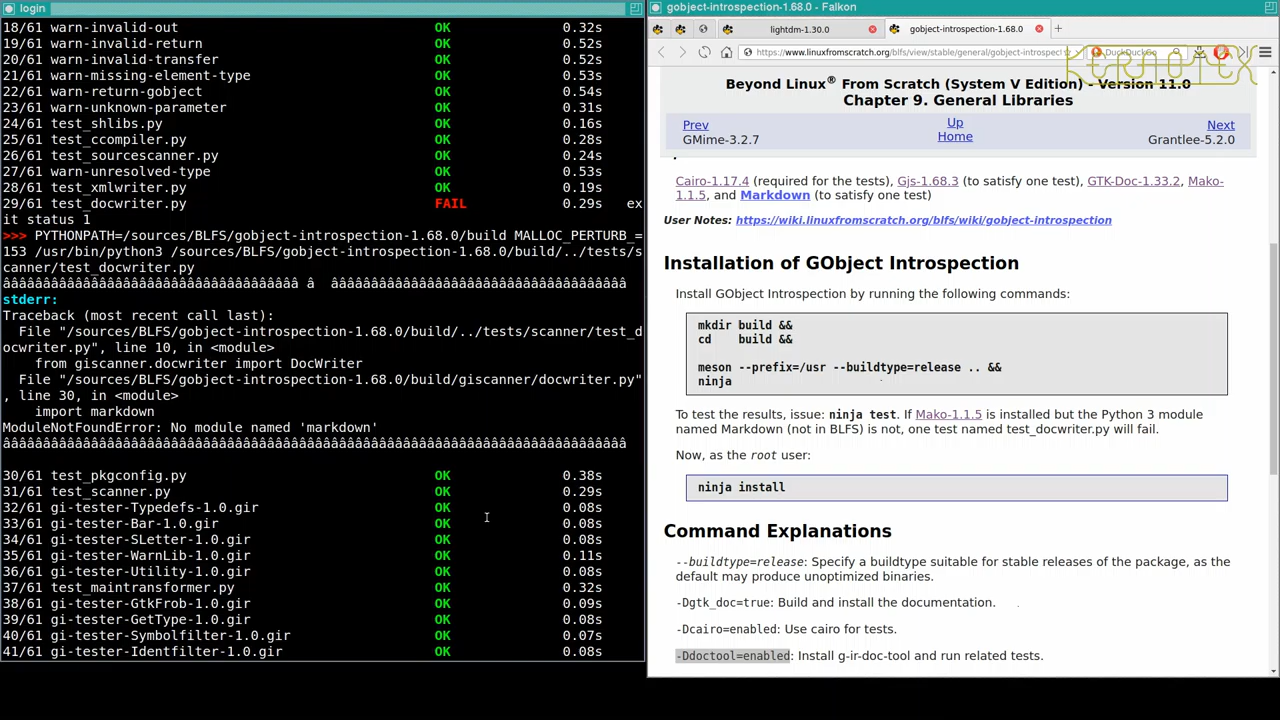 login
18/61 warn-invalid-out OK 0.32s
19/61 warn-invalid-return OK 0.52s
20/61 warn-invalid-transfer OK 0.52s
21/61 warn-missing-element-type OK 0.53s
22/61 warn-return-gobject OK 0.54s
23/61 warn-unknown-parameter OK 0.31s
24/61 test_shlibs.py OK 0.16s
25/61 test_ccompiler.py OK 0.28s
26/61 test_sourcescanner.py OK 0.24s
27/61 warn-unresolved-type OK 0.53s
28/61 test_xmlwriter.py OK 0.19s
29/61 test_docwriter.py FAIL 0.29s ex
it status 1
>>> PYTHONPATH=/sources/BLFS/gobject-introspection-1.68.0/build MALLOC_PERTURB_=
153 /usr/bin/python3 /sources/BLFS/gobject-introspection-1.68.0/build/../tests/s
canner/test_docwriter.py
stderr:
Traceback (most recent call last):
File "/sources/BLFS/gobject-introspection-1.68.0/build/../tests/scanner/test_d
ocwriter.py", line 10, in <module>
from giscanner.docwriter import DocWriter
File "/sources/BLFS/gobject-introspection-1.68.0/build/giscanner/docwriter.py"
, line 30, in <module>
import markdown
ModuleNotFoundError: No module named 'markdown'
30/61 test_pkgconfig.py OK 0.38s
31/61 test_scanner.py OK 0.29s
32/61 gi-tester-Typedefs-1.0.gir OK 0.08s
33/61 gi-tester-Bar-1.0.gir OK 0.08s
34/61 gi-tester-SLetter-1.0.gir OK 0.08s
35/61 gi-tester-WarnLib-1.0.gir OK 0.11s
36/61 gi-tester-Utility-1.0.gir OK 0.08s
37/61 test_maintransformer.py OK 0.32s
38/61 gi-tester-GtkFrob-1.0.gir OK 0.09s
39/61 gi-tester-GetType-1.0.gir OK 0.08s
40/61 gi-tester-Symbolfilter-1.0.gir OK 0.07s
41/61 gi-tester-Identfilter-1.0.gir OK 0.08s
gobject-introspection-1.68.0 - Falkon
lightdm-1.30.0 gobject-introspection-1.68.0
https://www.linuxfromscratch.org/blfs/view/stable/general/gobject-introspect DuckDuckGo
KERNOTEX
Beyond Linux® From Scratch (System V Edition) - Version 11.0
Chapter 9. General Libraries
Prev Up Next
GMime-3.2.7 Home Grantlee-5.2.0
Cairo-1.17.4 (required for the tests), Gjs-1.68.3 (to satisfy one test), GTK-Doc-1.33.2, Mako-
1.1.5, and Markdown (to satisfy one test)
User Notes: https://wiki.linuxfromscratch.org/blfs/wiki/gobject-introspection
Installation of GObject Introspection
Install GObject Introspection by running the following commands:
mkdir build &&
cd build &&
meson --prefix=/usr --buildtype=release .. &&
ninja
To test the results, issue: ninja test. If Mako-1.1.5 is installed but the Python 3 module
named Markdown (not in BLFS) is not, one test named test_docwriter.py will fail.
Now, as the root user:
ninja install
Command Explanations
--buildtype=release: Specify a buildtype suitable for stable releases of the package, as the
default may produce unoptimized binaries.
-Dgtk_doc=true: Build and install the documentation.
-Dcairo=enabled: Use cairo for tests.
-Ddoctool=enabled: Install g-ir-doc-tool and run related tests.